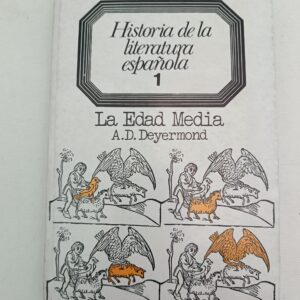 Historia de la
literatura
española
1
La Edad Media
A.D. Deyermond